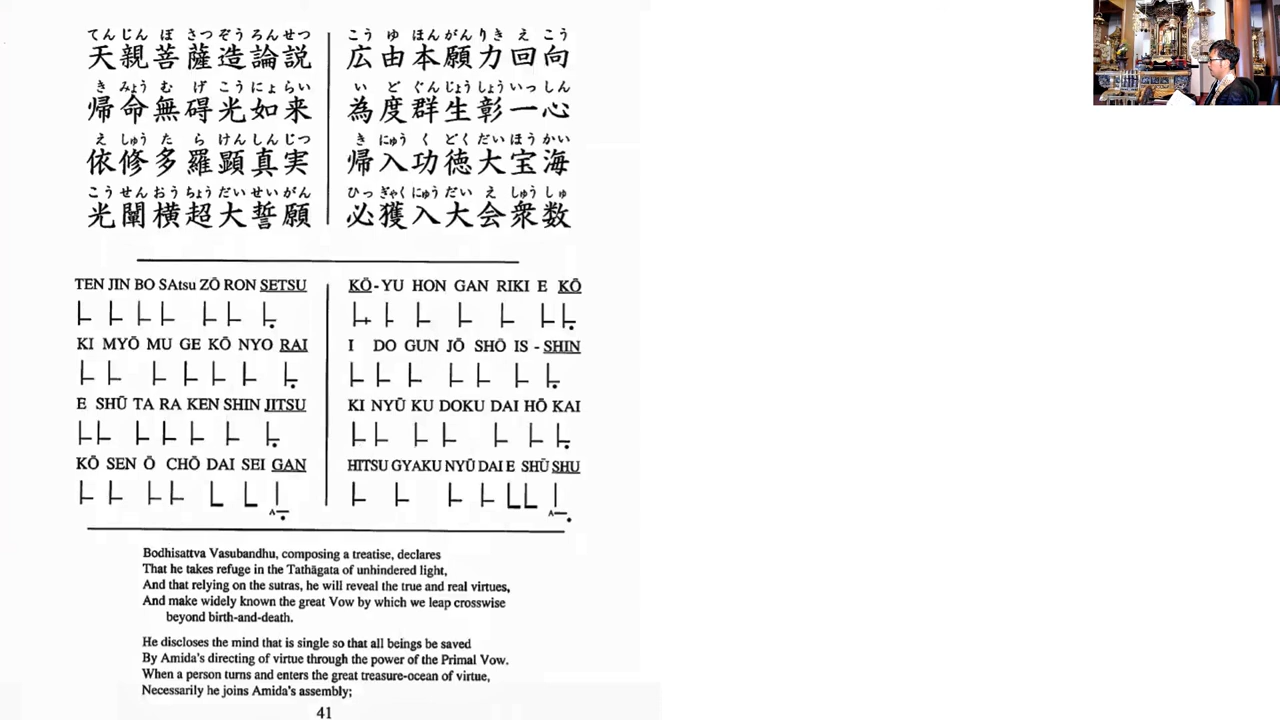 てんじん ぼ さつぞうろんせつ
天親菩薩造論説
き みょう む げ こうにょらい
帰命無碍光如来
え しゅう た ら けんしんじつ
依修多羅顕真実
こうせんおうちょうだいせいがん
光闡横超大誓願
こう ゆ ほんがんりき え こう
広由本願力回向
い ど ぐんじょうしょういっしん
為度群生彰一心
き にゅう く どくだいほうかい
帰入功徳大宝海
ひっぎゃくにゅうだい え しゅうしゅ
必獲入大会衆数
TEN JIN BO SAtsu ZŌ RON SETSU
KI MYŌ MU GE KŌ NYO RAI
E SHŪ TA RA KEN SHIN JITSU
KŌ SEN Ō CHŌ DAI SEI GAN
KŌ-YU HON GAN RIKI E KŌ
I DO GUN JŌ SHŌ IS - SHIN
KI NYŪ KU DOKU DAI HŌ KAI
HITSU GYAKU NYŪ DAI E SHŪ SHU
Bodhisattva Vasubandhu, composing a treatise, declares
That he takes refuge in the Tathāgata of unhindered light,
And that relying on the sutras, he will reveal the true and real virtues,
And make widely known the great Vow by which we leap crosswise
beyond birth-and-death.
He discloses the mind that is single so that all beings be saved
By Amida's directing of virtue through the power of the Primal Vow.
When a person turns and enters the great treasure-ocean of virtue,
Necessarily he joins Amida's assembly;
41